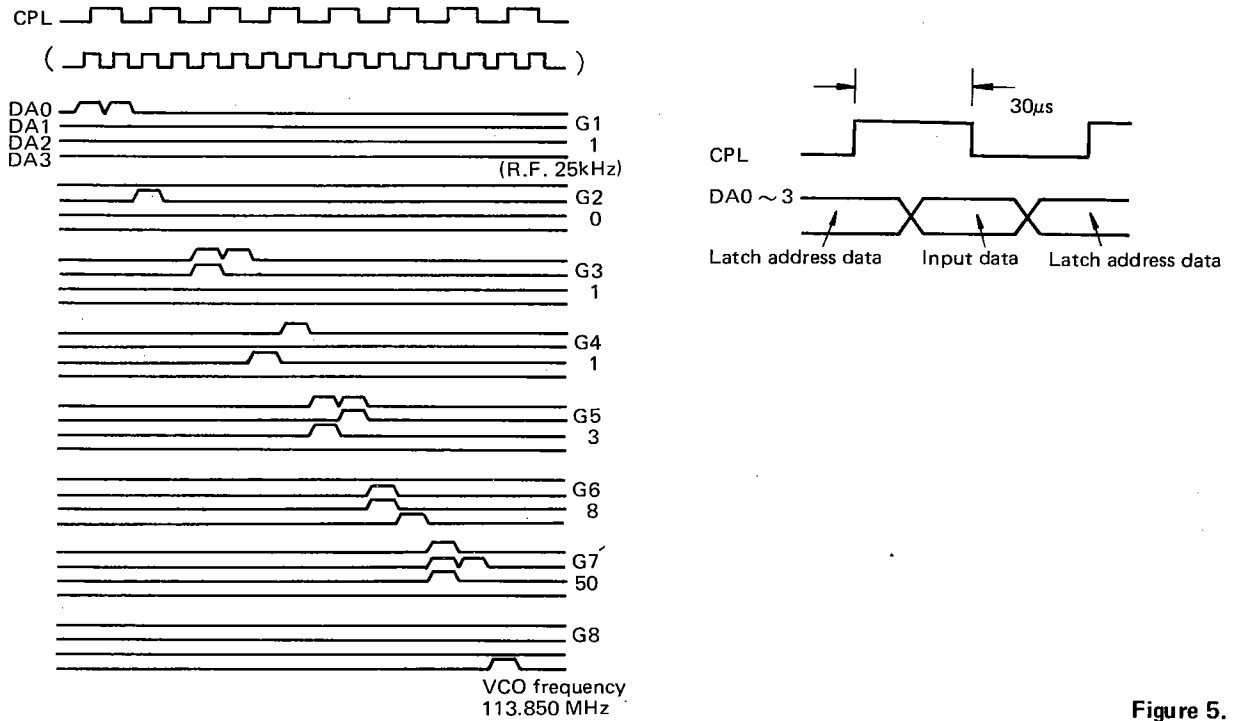 CPL
( )
DA0
DA1
DA2
DA3
G1
1
(R.F. 25kHz)
G2
0
G3
1
G4
1
G5
3
G6
8
G7
50
G8
VCO frequency
113.850 MHz
30μs
CPL
DA0 ~ 3
Latch address data Input data Latch address data
Figure 5.